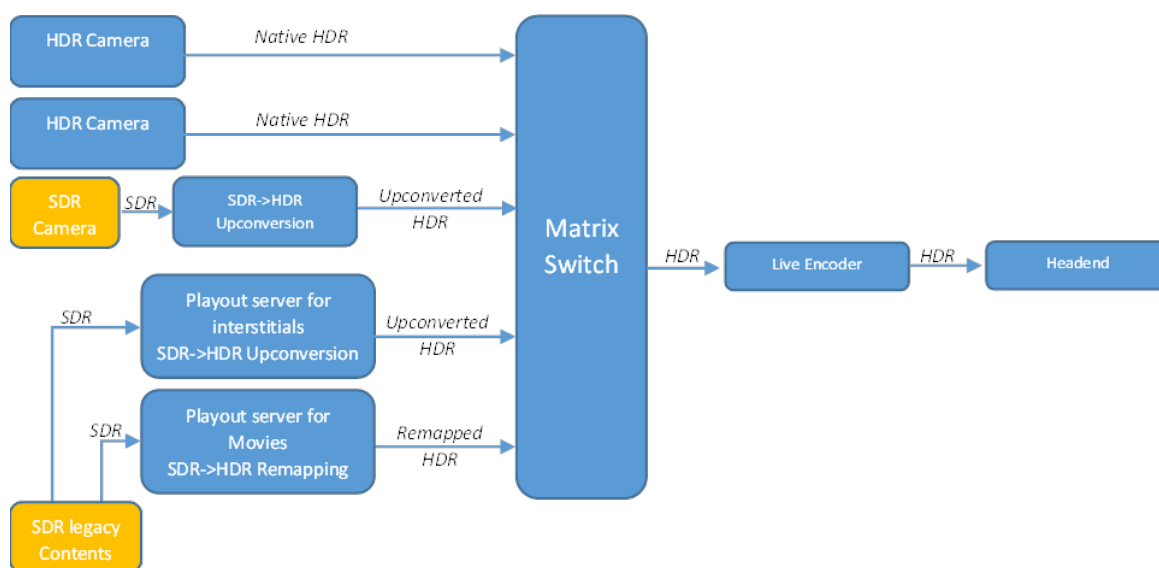 HDR Camera
Native HDR
HDR Camera
Native HDR
SDR
Camera
SDR
SDR->HDR
Upconversion
Upconverted
HDR
Matrix
Switch
HDR
Live Encoder
HDR
Headend
SDR
Playout server for
interstitials
SDR->HDR Upconversion
Upconverted
HDR
SDR
Playout server for
Movies
SDR->HDR Remapping
Remapped
HDR
SDR legacy
Contents